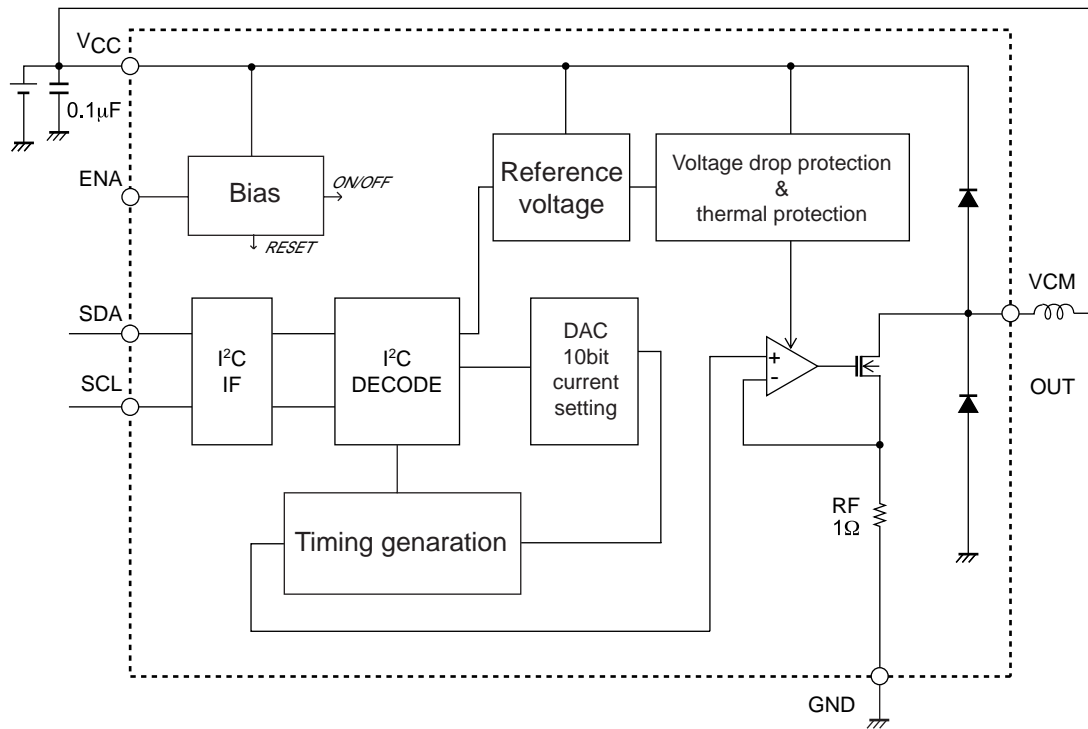 VCC
0.1μF
ENA
Bias
ON/OFF
RESET
Reference
voltage
Voltage drop protection
&
thermal protection
SDA
SCL
I²C
IF
I²C
DECODE
DAC
10bit
current
setting
+
-
VCM
OUT
Timing genaration
RF
1Ω
GND